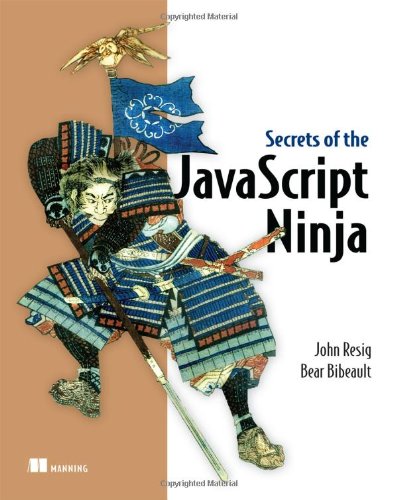 Copyrighted Material
Secrets of the
JavaScript
Ninja
John Resig
Bear Bibeault
MANNING
Copyrighted Material